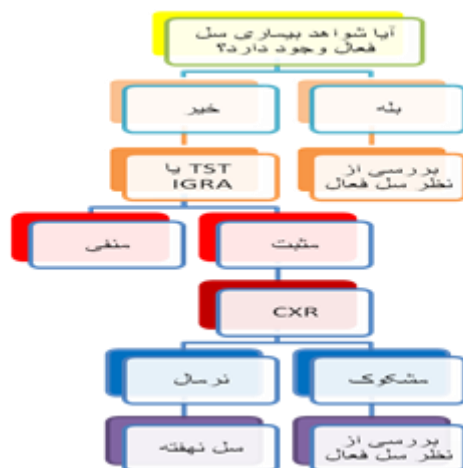 آیا شواهد بیماری سل
فعال وجود دارد؟
بله
خیر
بررسی از
نظر سل فعال
TST یا
IGRA
مثبت
منفی
CXR
مشکوک
نرمال
بررسی از
نظر سل فعال
سل نهفته